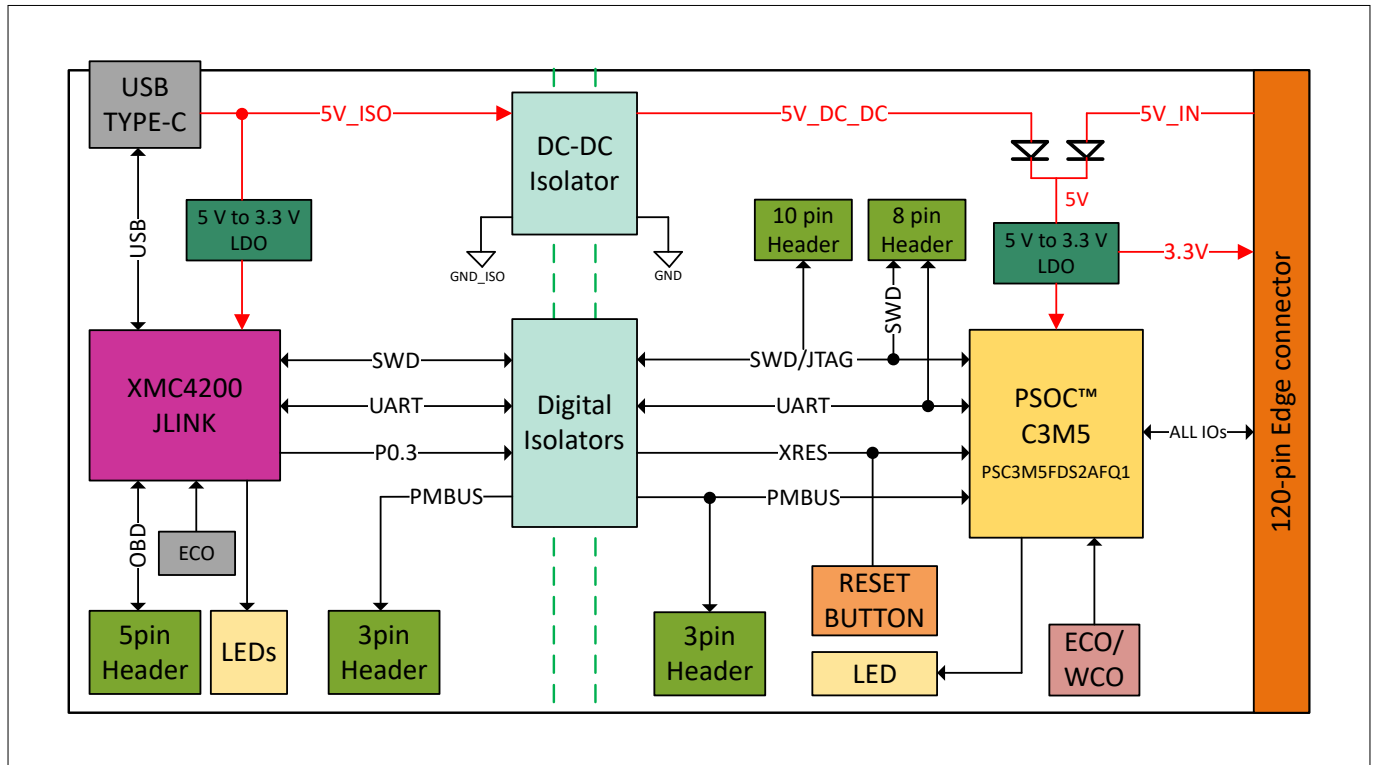 USB
TYPE-C
5V_ISO
5V_DC_DC
5V_IN
DC-DC
Isolator
5V
USB
5 V to 3.3 V
LDO
10 pin
Header
8 pin
Header
5 V to 3.3 V
LDO
3.3V
GND_ISO
GND
SWD
XMC4200
JLINK
SWD
SWD/JTAG
UART
Digital
Isolators
UART
PSOC™
C3M5
PSC3M5FDS2AFQ1
ALL IOs
120-pin Edge connector
P0.3
XRES
PMBUS
PMBUS
OBD
ECO
RESET
BUTTON
5pin
Header
LEDs
3pin
Header
3pin
Header
LED
ECO/
WCO